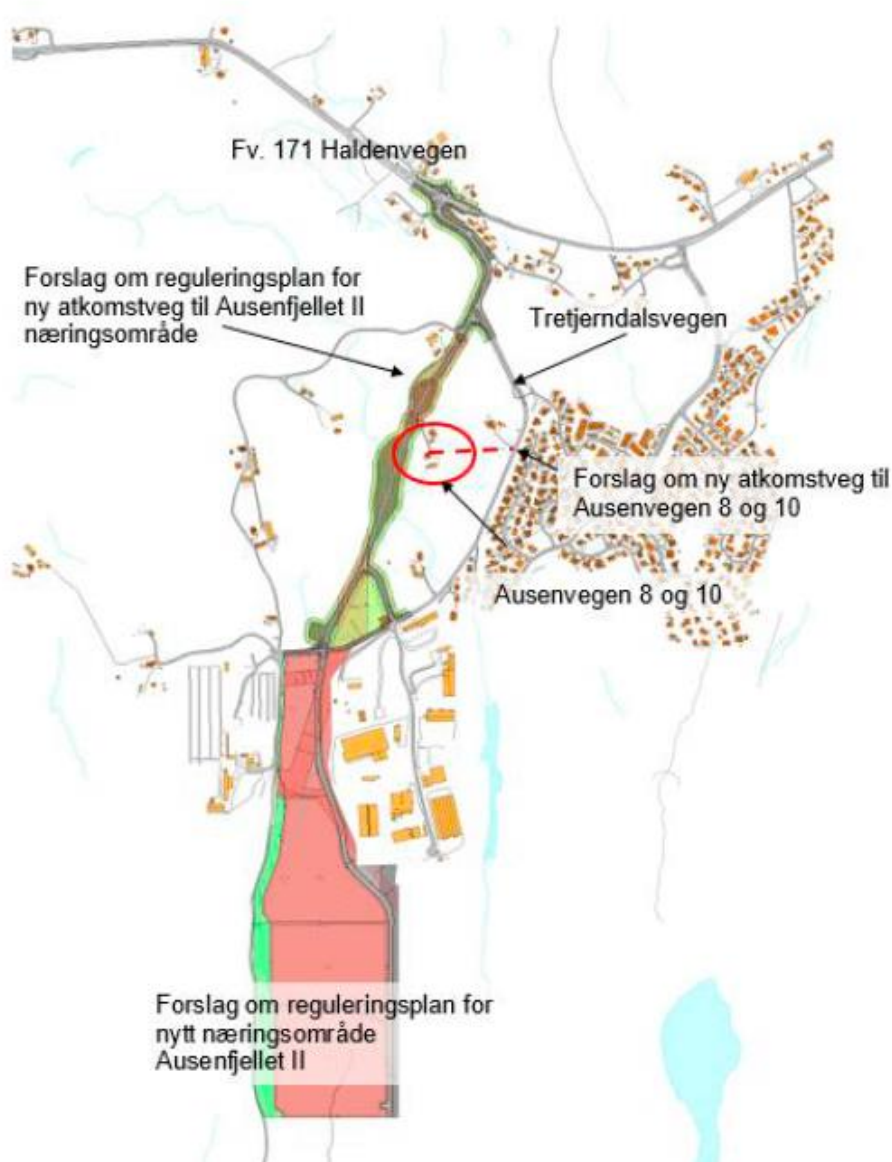 Fv. 171 Haldenvegen
Forslag om reguleringsplan for
ny atkomstveg til Ausenfjellet II
næringsområde
Tretjerndalsvegen
Forslag om ny atkomstveg til
Ausenvegen 8 og 10
Ausenvegen 8 og 10
Forslag om reguleringsplan for
nytt næringsområde
Ausenfjellet II